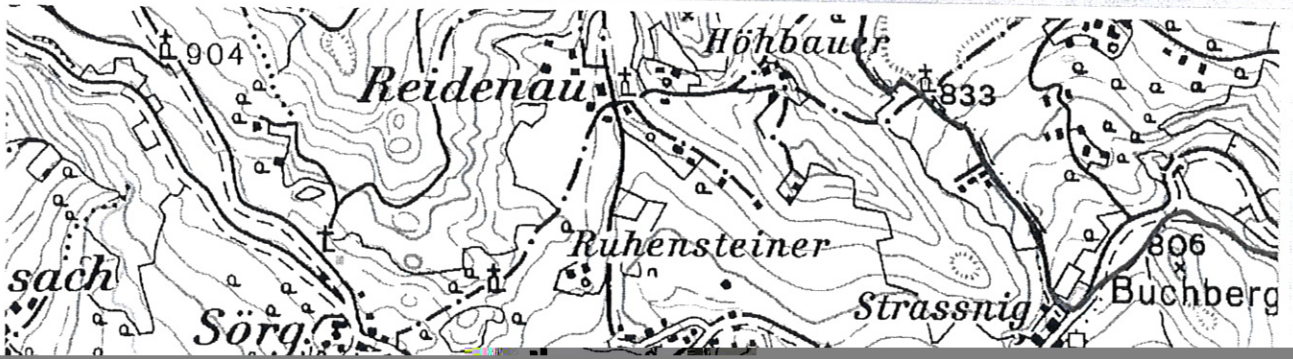 Höhbauer
904
Reidenau
833
Ruhensteiner
806
sach
Buchberg
Strassnig
Sörg